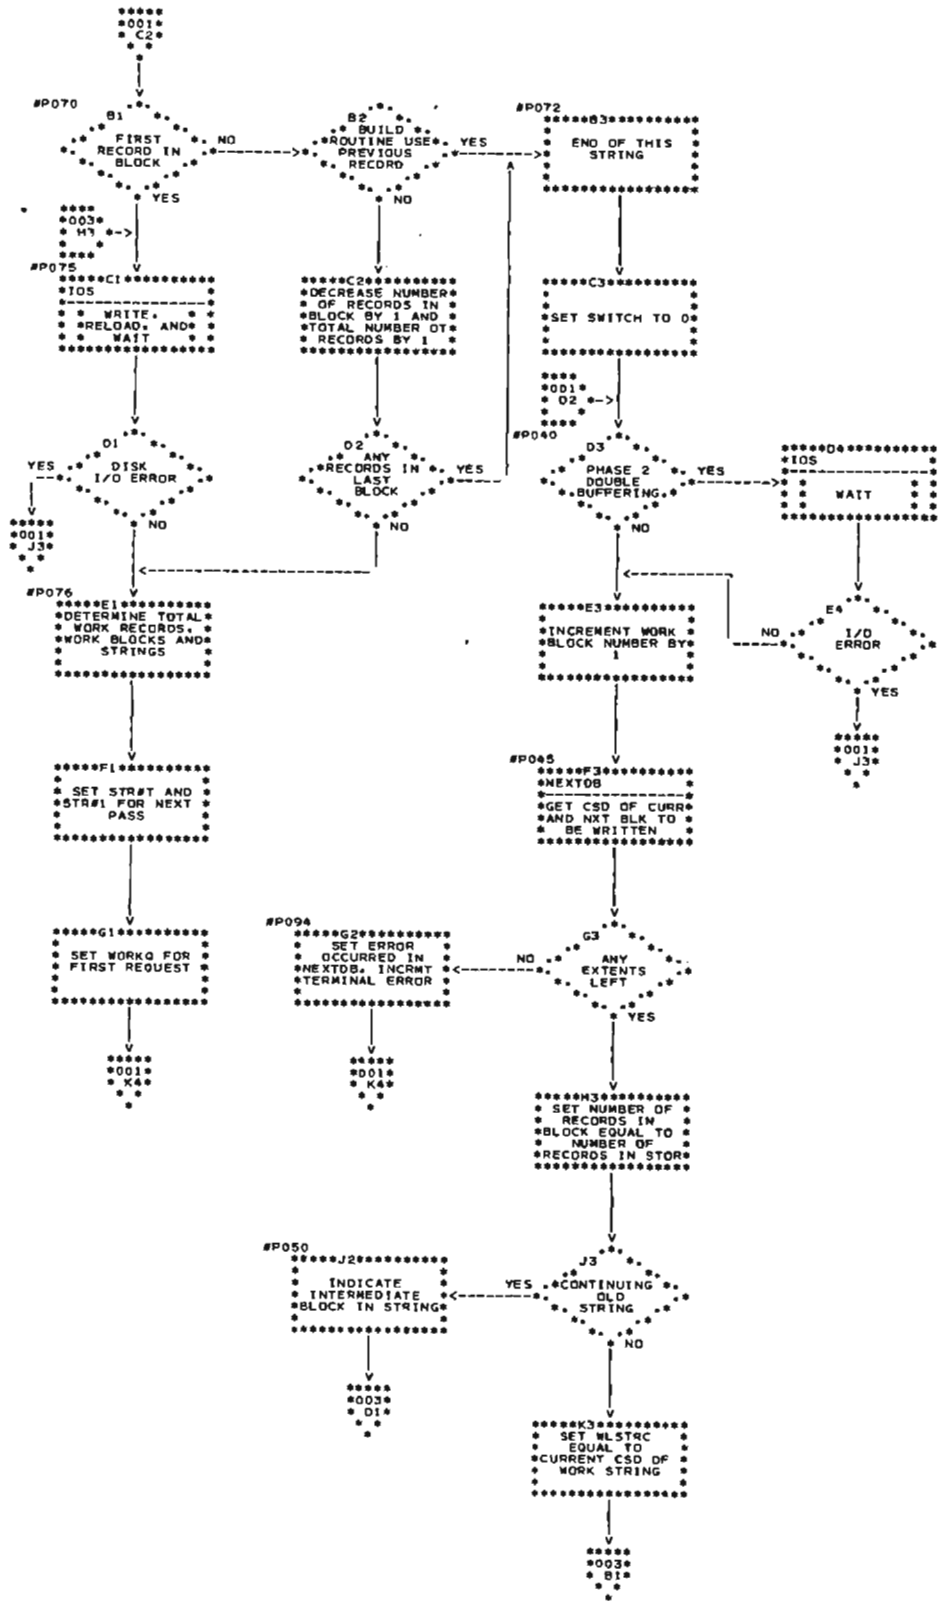 001
C2
#P070
B1
FIRST
RECORD IN
BLOCK
NO
YES
B2
BUILD
ROUTINE USE
PREVIOUS
RECORD
YES
NO
#P072
B3
END OF THIS
STRING
003
H3
#P075
C1
IOS
WRITE,
RELOAD, AND
WAIT
C2
DECREASE NUMBER
OF RECORDS IN
BLOCK BY 1 AND
TOTAL NUMBER OT
RECORDS BY 1
C3
SET SWITCH TO 0
001
D2
#P040
D1
DISK
I/O ERROR
YES
NO
001
J3
D2
ANY
RECORDS IN
LAST
BLOCK
YES
NO
D3
PHASE 2
DOUBLE
BUFFERING
YES
NO
D4
IOS
WAIT
#P076
E1
DETERMINE TOTAL
WORK RECORDS,
WORK BLOCKS AND
STRINGS
E3
INCREMENT WORK
BLOCK NUMBER BY
1
E4
I/O
ERROR
NO
YES
001
J3
F1
SET STR#T AND
STR#1 FOR NEXT
PASS
#P045
F3
NEXTDB
GET CSD OF CURR
AND NXT BLK TO
BE WRITTEN
G1
SET WORKQ FOR
FIRST REQUEST
#P094
G2
SET ERROR
OCCURRED IN
NEXTDB, INCRMT
TERMINAL ERROR
G3
ANY
EXTENTS
LEFT
NO
YES
001
K4
001
K4
H3
SET NUMBER OF
RECORDS IN
BLOCK EQUAL TO
NUMBER OF
RECORDS IN STOR
#P050
J2
INDICATE
INTERMEDIATE
BLOCK IN STRING
J3
CONTINUING
OLD
STRING
YES
NO
003
D1
K3
SET WLSTRC
EQUAL TO
CURRENT CSD OF
WORK STRING
003
B1